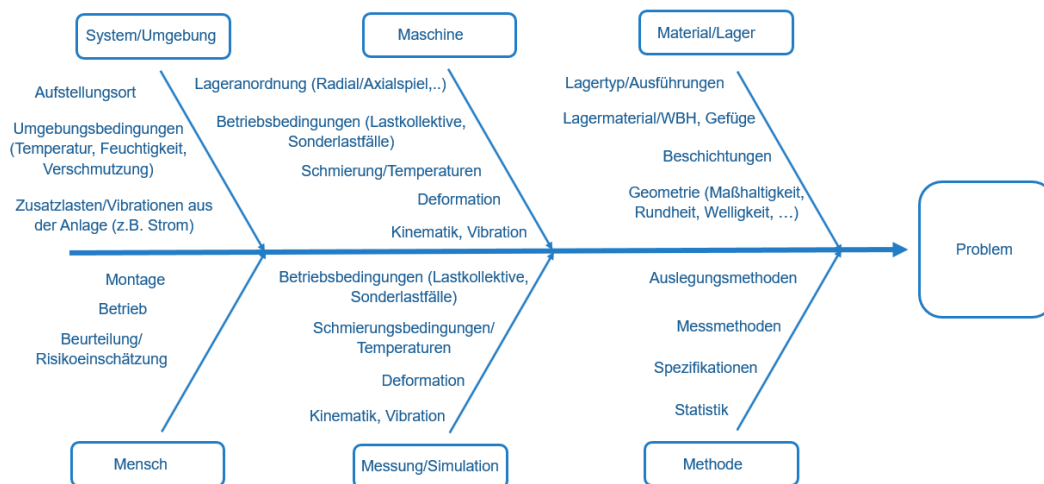 System/Umgebung
Maschine
Material/Lager
Aufstellungsort
Umgebungsbedingungen
(Temperatur, Feuchtigkeit,
Verschmutzung)
Zusatzlasten/Vibrationen aus
der Anlage (z.B. Strom)
Lageranordnung (Radial/Axialspiel,..)
Betriebsbedingungen (Lastkollektive,
Sonderlastfälle)
Schmierung/Temperaturen
Deformation
Kinematik, Vibration
Lagertyp/Ausführungen
Lagermaterial/WBH, Gefüge
Beschichtungen
Geometrie (Maßhaltigkeit,
Rundheit, Welligkeit, …)
Problem
Montage
Betrieb
Beurteilung/
Risikoeinschätzung
Betriebsbedingungen (Lastkollektive,
Sonderlastfälle)
Schmierungsbedingungen/
Temperaturen
Deformation
Kinematik, Vibration
Auslegungsmethoden
Messmethoden
Spezifikationen
Statistik
Mensch
Messung/Simulation
Methode